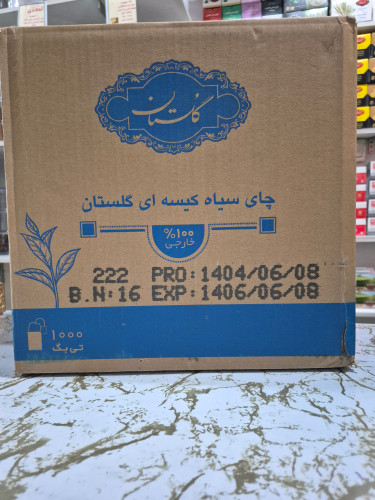 گلستان
چای سیاه کیسه ای گلستان
%۱۰۰
خارجی
222 PRO:1404/06/08
B.N:16 EXP:1406/06/08
۱۰۰۰
تی بگ